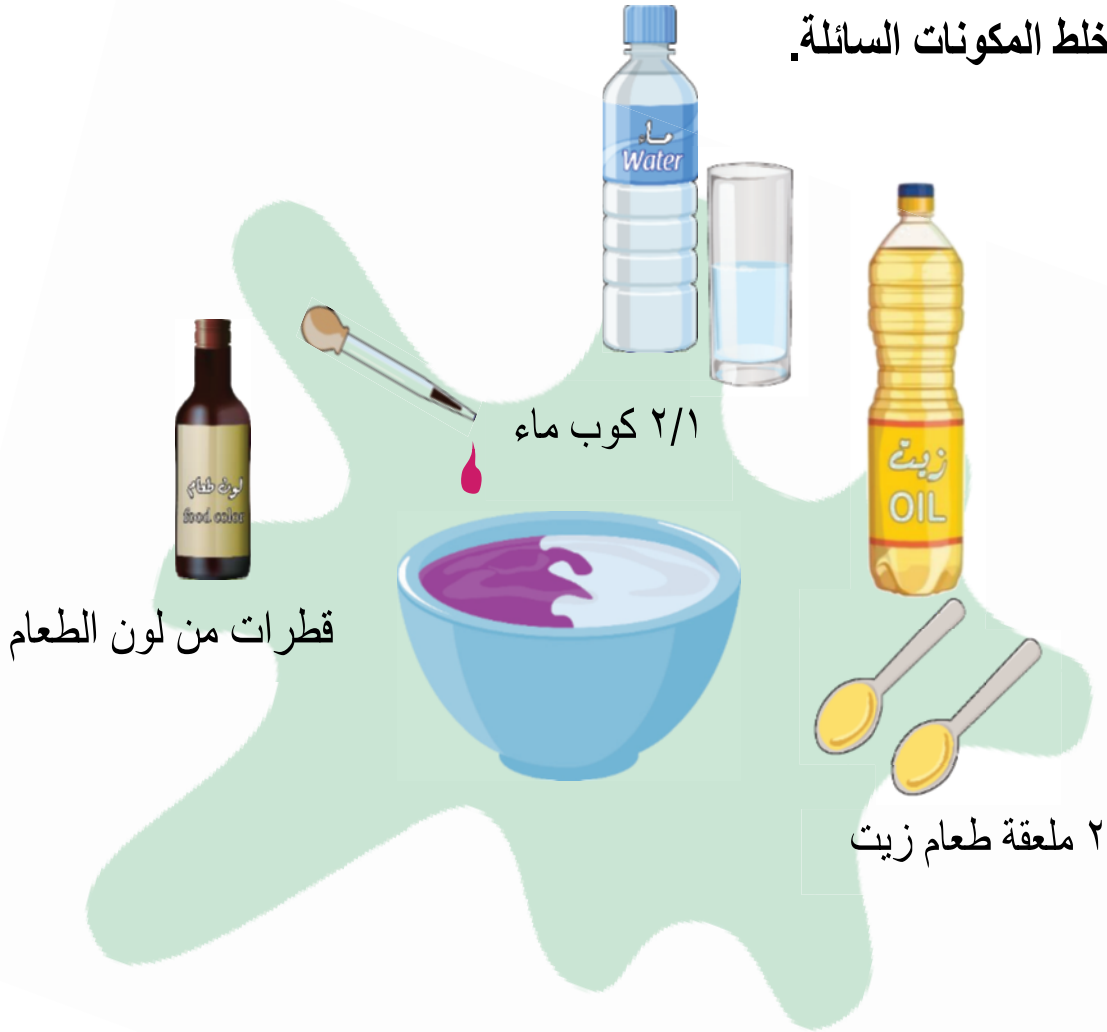 خلط المكونات السائلة.
ماء
Water
زيت
OIL
٢/١ كوب ماء
لون طعام
food color
قطرات من لون الطعام
٢ ملعقة طعام زيت